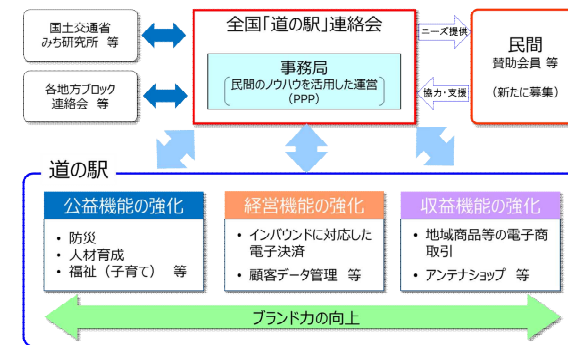 国土交通省
みち研究所 等
各地方ブロック
連絡会 等
全国「道の駅」連絡会
事務局
民間のノウハウを活用した運営
(PPP)
ニーズ提供
協力・支援
民間
賛助会員 等
(新たに募集)
道の駅
公益機能の強化
・防災
・人材育成
・福祉（子育て） 等
経営機能の強化
・インバウンドに対応した
電子決済
・顧客データ管理 等
収益機能の強化
・地域商品等の電子商
取引
・アンテナショップ 等
ブランド力の向上